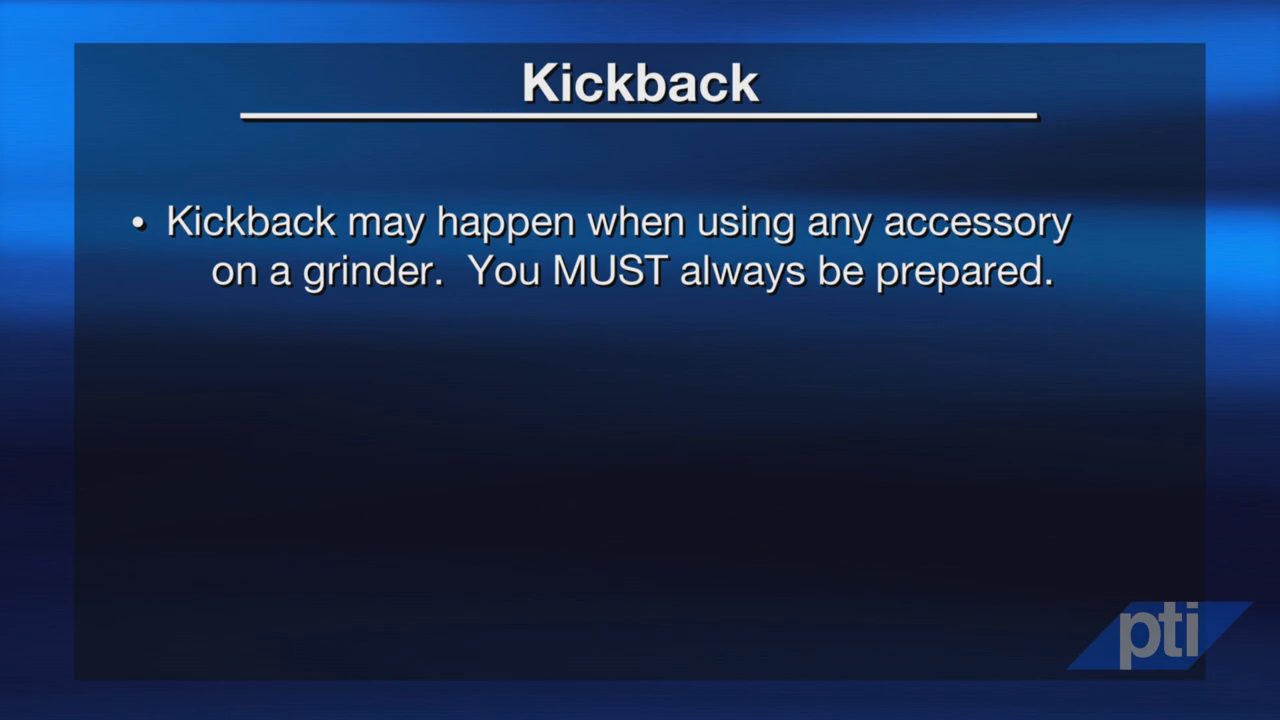 Kickback
• Kickback may happen when using any accessory
on a grinder.  You MUST always be prepared.
pti